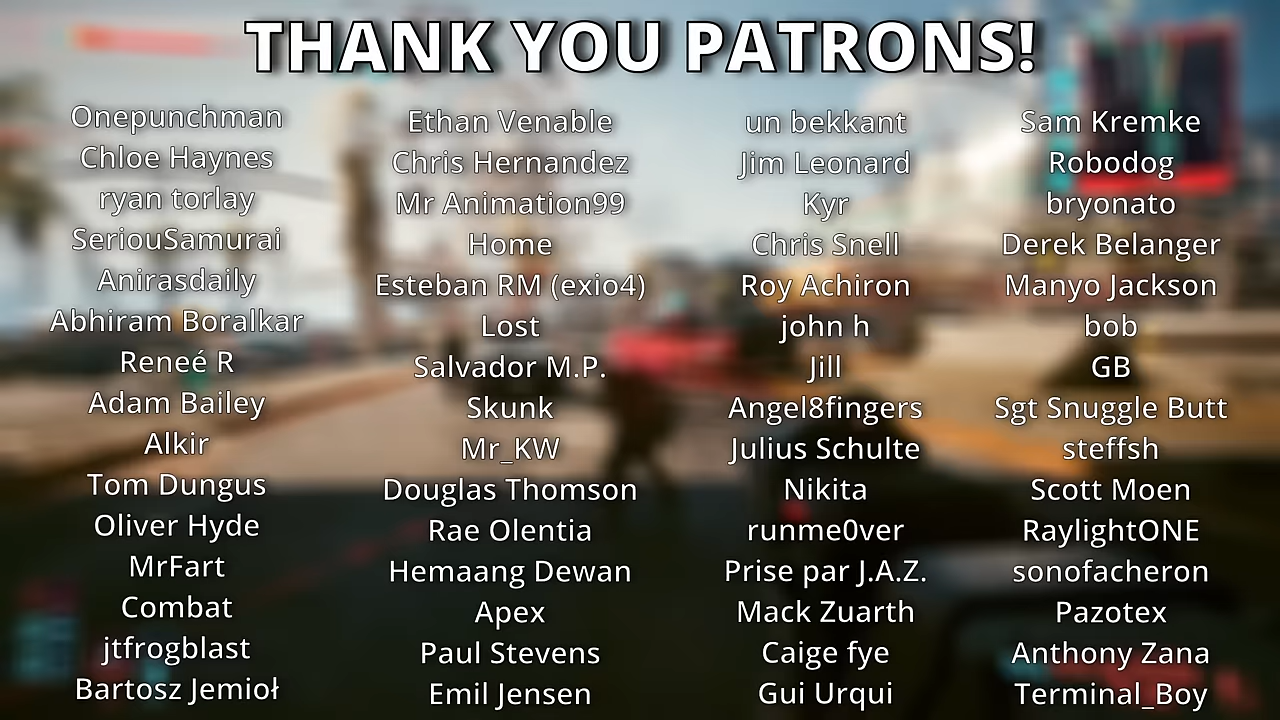 THANK YOU PATRONS!
Onepunchman
Chloe Haynes
ryan torlay
SeriouSamurai
Anirasdaily
Abhiram Boralkar
Reneé R
Adam Bailey
Alkir
Tom Dungus
Oliver Hyde
MrFart
Combat
jtfrogblast
Bartosz Jemioł
Ethan Venable
Chris Hernandez
Mr Animation99
Home
Esteban RM (exio4)
Lost
Salvador M.P.
Skunk
Mr_KW
Douglas Thomson
Rae Olentia
Hemaang Dewan
Apex
Paul Stevens
Emil Jensen
un bekkant
Jim Leonard
Kyr
Chris Snell
Roy Achiron
john h
Jill
Angel8fingers
Julius Schulte
Nikita
runme0ver
Prise par J.A.Z.
Mack Zuarth
Caige fye
Gui Urqui
Sam Kremke
Robodog
bryonato
Derek Belanger
Manyo Jackson
bob
GB
Sgt Snuggle Butt
steffsh
Scott Moen
RaylightONE
sonofacheron
Pazotex
Anthony Zana
Terminal_Boy